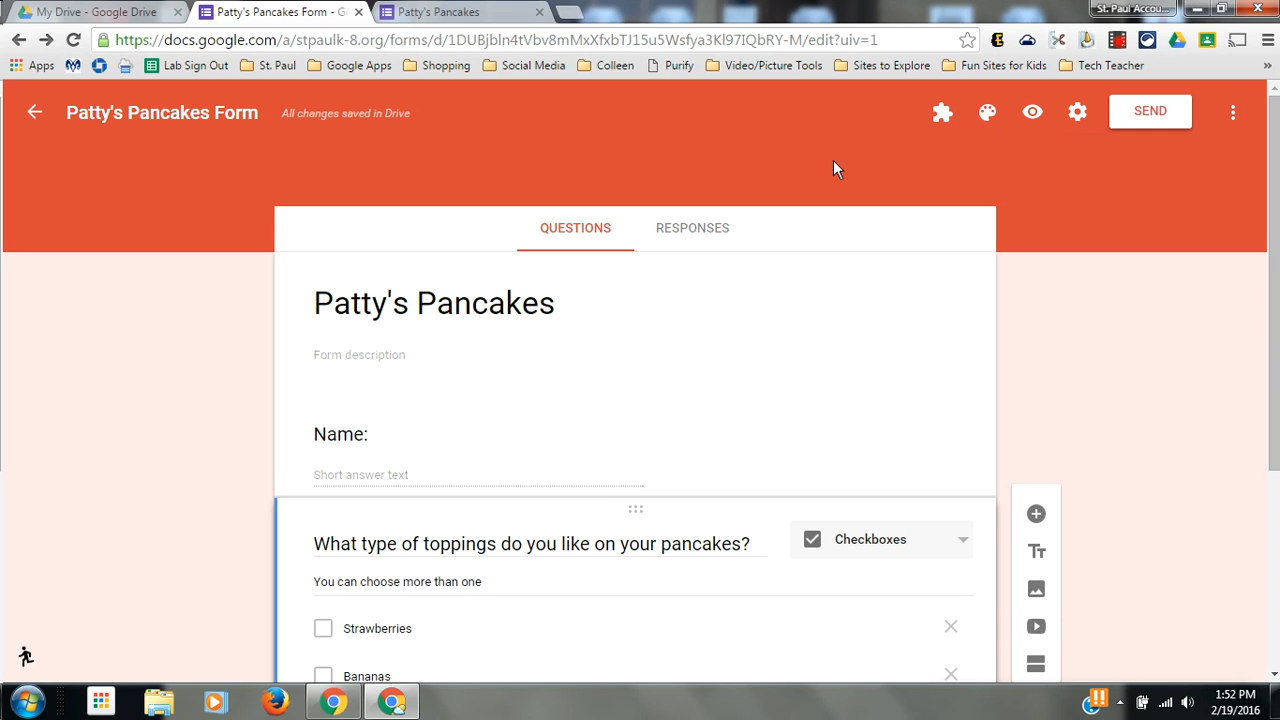 My Drive - Google Drive
Patty's Pancakes Form - G
Patty's Pancakes
St. Paul Accou...
https://docs.google.com/a/stpaulk-8.org/forms/d/1DIJBjbln4tVbv8mMxXfxbTJ15u5Wsfya3Kl97IQbRY-M/edit?uiv=1
Apps
Lab Sign Out
St. Paul
Google Apps
Shopping
Social Media
Colleen
Purify
Video/Picture Tools
Sites to Explore
Fun Sites for Kids
Tech Teacher
»
Patty's Pancakes Form
All changes saved in Drive
SEND
QUESTIONS
RESPONSES
Patty's Pancakes
Form description
Name:
Short answer text
What type of toppings do you like on your pancakes?
Checkboxes
You can choose more than one
Strawberries
Bananas
1:52 PM
2/19/2016